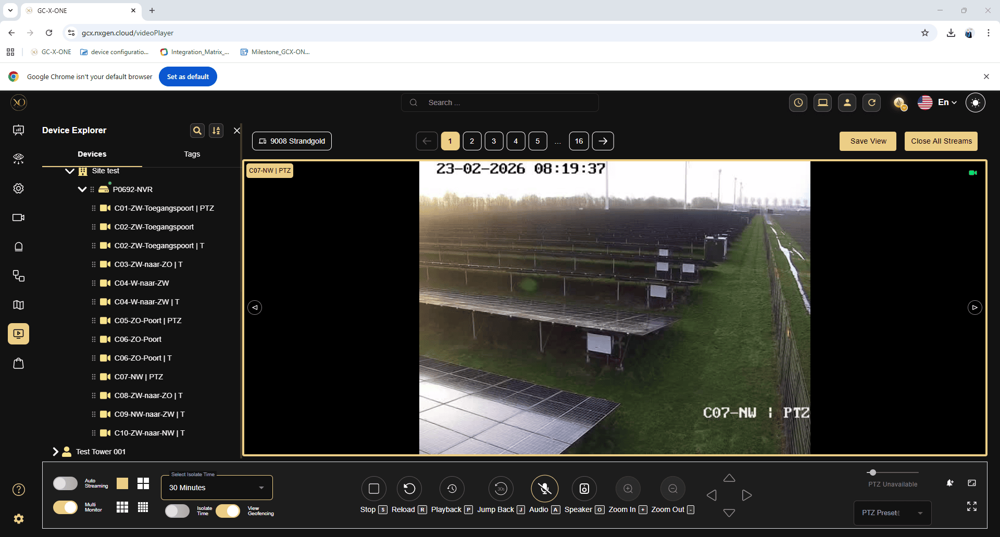 GC-X-ONE
gcx.nxgen.cloud/videoPlayer
GC-X-ONE
device configuratio...
Integration_Matrix_...
Milestone_GCX-ON...
Google Chrome isn't your default browser
Set as default
XO
Search ...
En
Device Explorer
Devices
Tags
Site test
P0692-NVR
C01-ZW-Toegangspoort | PTZ
C02-ZW-Toegangspoort
C02-ZW-Toegangspoort | T
C03-ZW-naar-ZO | T
C04-W-naar-ZW
C04-W-naar-ZW | T
C05-ZO-Poort | PTZ
C06-ZO-Poort
C06-ZO-Poort | T
C07-NW | PTZ
C08-ZW-naar-ZO | T
C09-NW-naar-ZW | T
C10-ZW-naar-NW | T
Test Tower 001
9008 Strandgold
1
2
3
4
5
...
16
Save View
Close All Streams
C07-NW | PTZ
23-02-2026 08:19:37
C07-NW | PTZ
Auto Streaming
Multi Monitor
Select Isolate Time
30 Minutes
Isolate Time
View Geofencing
30s
Stop S
Reload R
Playback P
Jump Back J
Audio A
Speaker O
Zoom In +
Zoom Out -
PTZ Unavailable
PTZ Preset